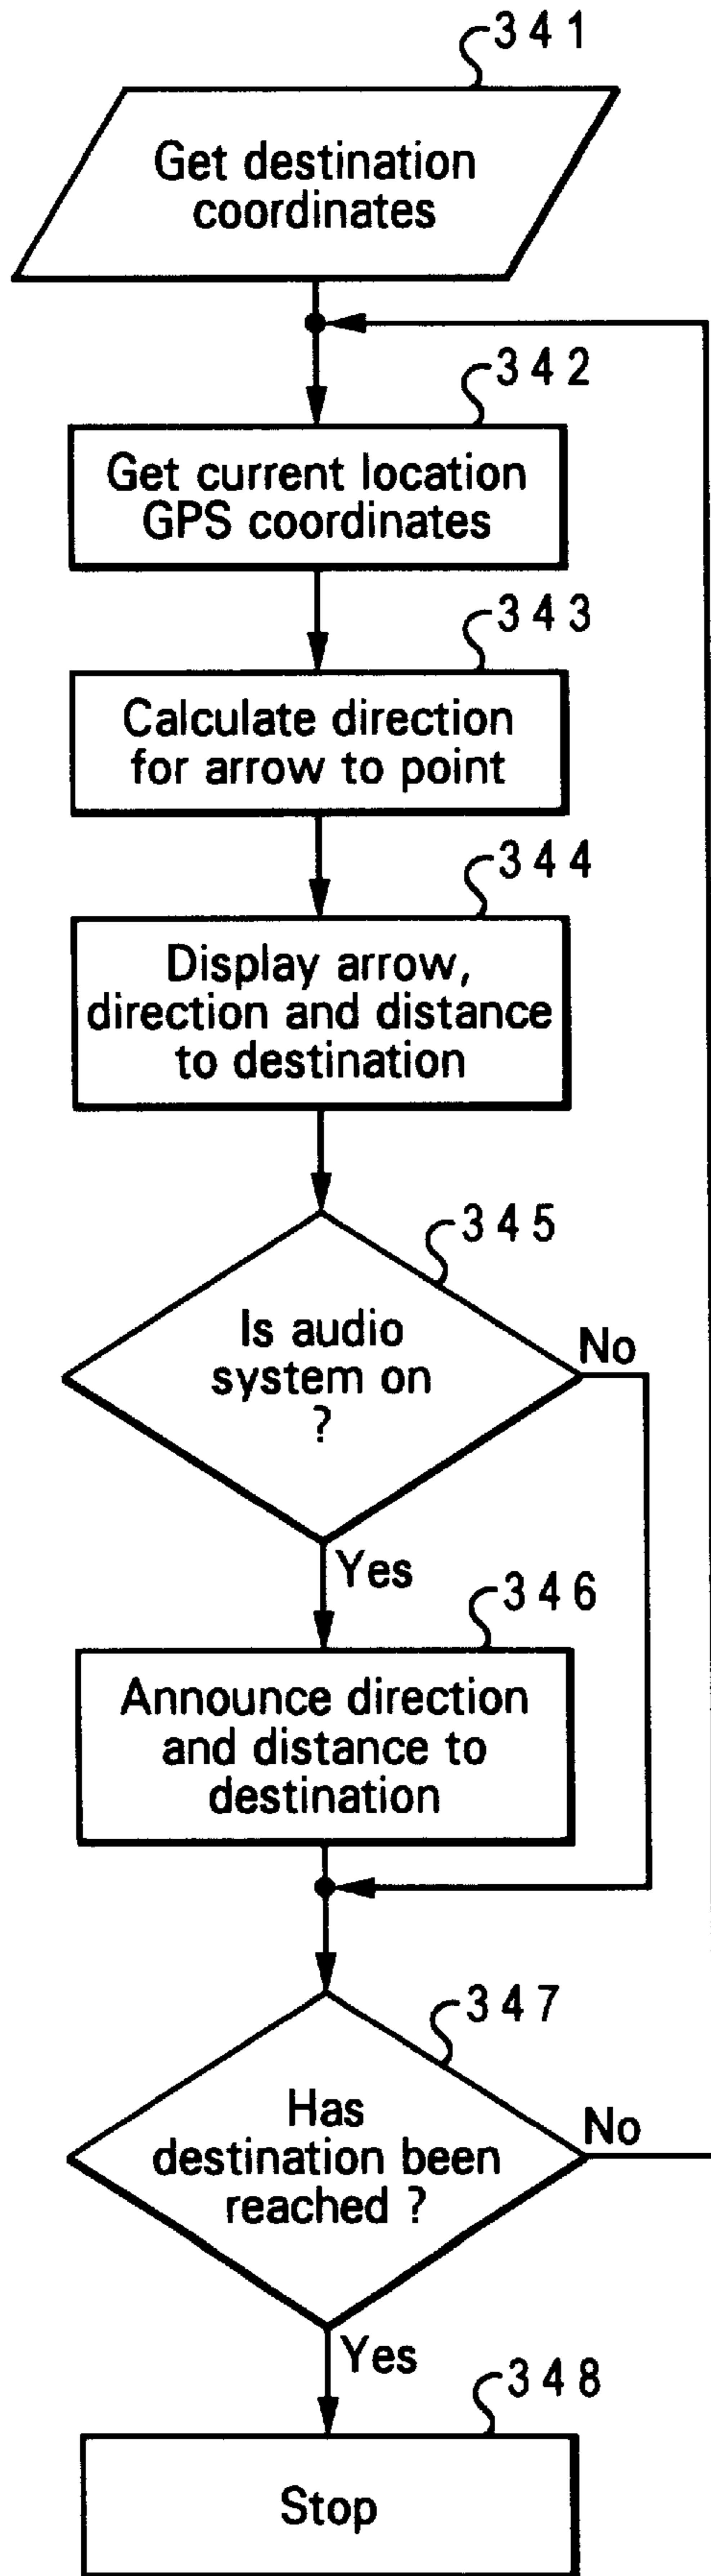 341
Get destination
coordinates
342
Get current location
GPS coordinates
343
Calculate direction
for arrow to point
344
Display arrow,
direction and distance
to destination
345
Is audio
system on
?
No
Yes
346
Announce direction
and distance to
destination
347
Has
destination been
reached ?
No
Yes
348
Stop